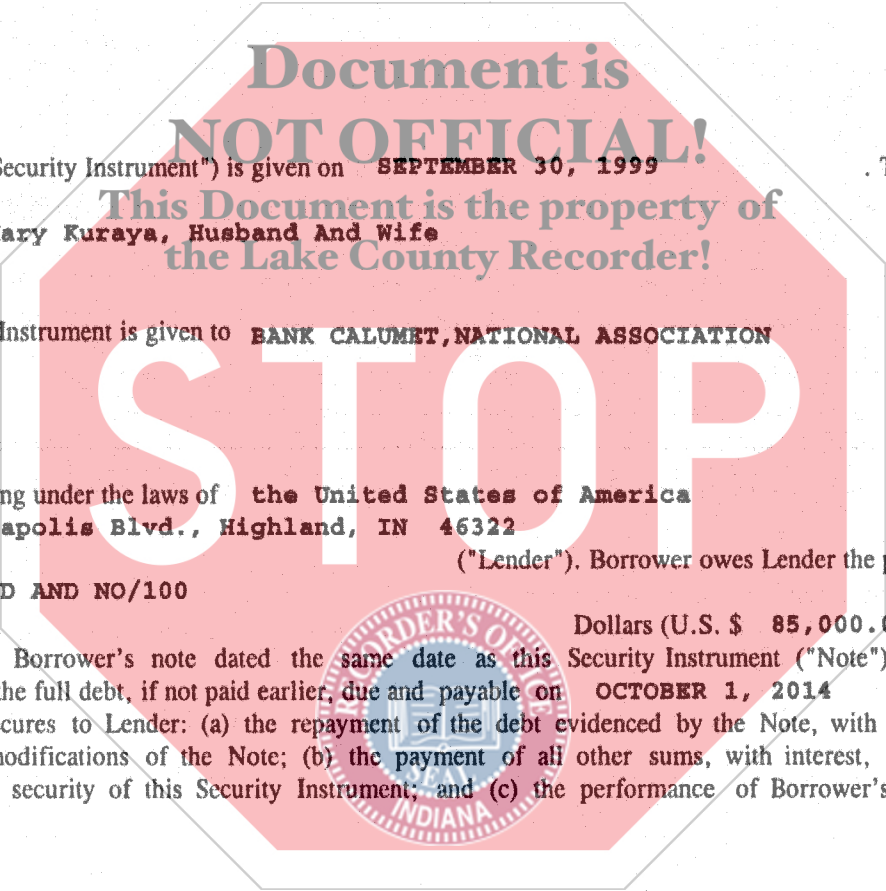 Document is
NOT OFFICIAL!
Security Instrument") is given on SEPTEMBER 30, 1999 . T
This Document is the property of
ary Kuraya, Husband And Wife
the Lake County Recorder!
Instrument is given to BANK CALUMET,NATIONAL ASSOCIATION
STOP
ng under the laws of the United States of America
apolis Blvd., Highland, IN 46322
("Lender"). Borrower owes Lender the p
D AND NO/100
Dollars (U.S. $ 85,000.0
Borrower's note dated the same date as this Security Instrument ("Note")
the full debt, if not paid earlier, due and payable on OCTOBER 1, 2014
cures to Lender: (a) the repayment of the debt evidenced by the Note, with
modifications of the Note; (b) the payment of all other sums, with interest,
security of this Security Instrument; and (c) the performance of Borrower's
RECORDER'S OFFICE
SEAL
INDIANA